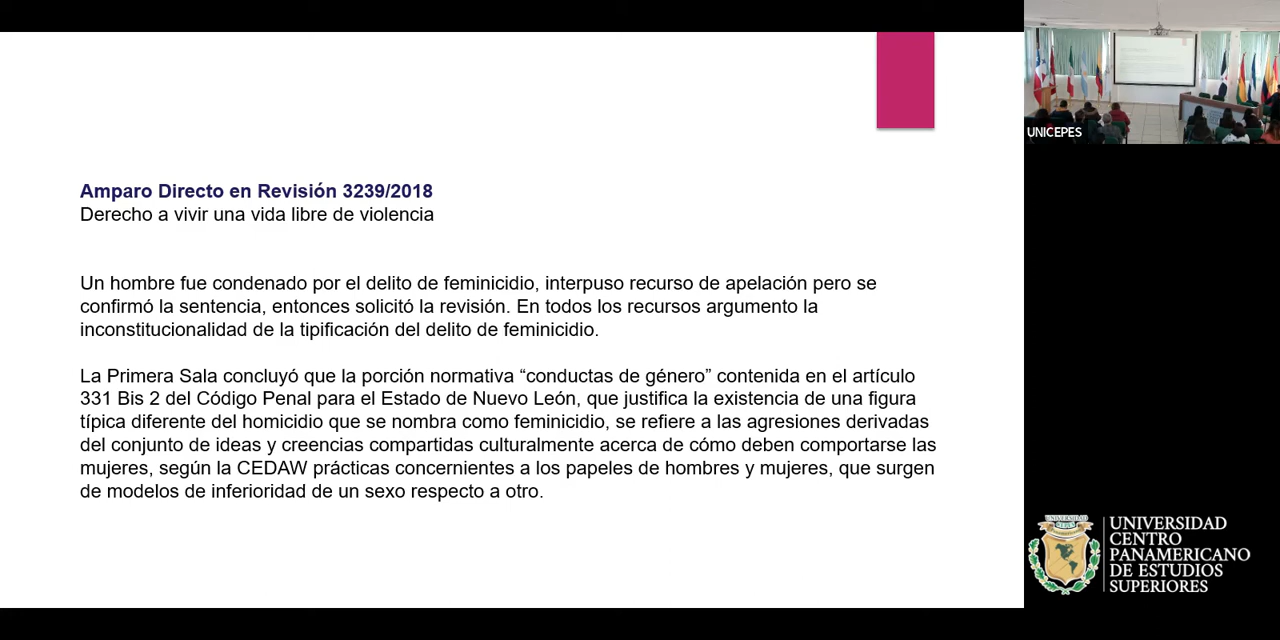 Amparo Directo en Revisión 3239/2018
Derecho a vivir una vida libre de violencia
Un hombre fue condenado por el delito de feminicidio, interpuso recurso de apelación pero se
confirmó la sentencia, entonces solicitó la revisión. En todos los recursos argumento la
inconstitucionalidad de la tipificación del delito de feminicidio.
La Primera Sala concluyó que la porción normativa “conductas de género” contenida en el artículo
331 Bis 2 del Código Penal para el Estado de Nuevo León, que justifica la existencia de una figura
típica diferente del homicidio que se nombra como feminicidio, se refiere a las agresiones derivadas
del conjunto de ideas y creencias compartidas culturalmente acerca de cómo deben comportarse las
mujeres, según la CEDAW prácticas concernientes a los papeles de hombres y mujeres, que surgen
de modelos de inferioridad de un sexo respecto a otro.
UNICEPES
UNIVERSIDAD
CENTRO
PANAMERICANO
DE ESTUDIOS
SUPERIORES